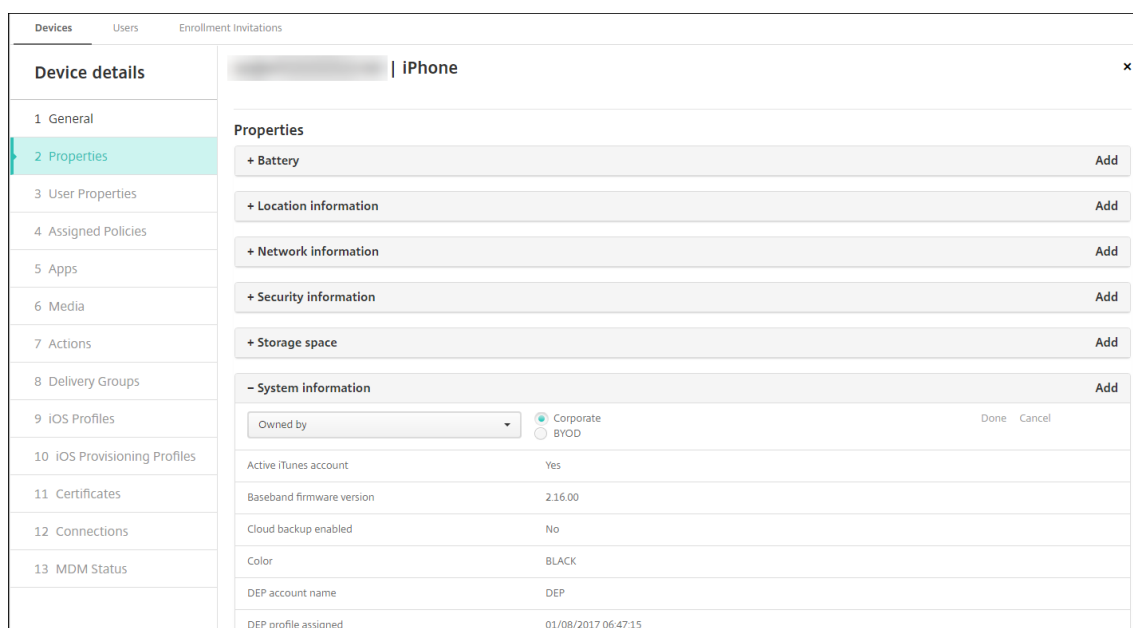 Devices Users Enrollment Invitations
Device details
| iPhone
×
1 General
2 Properties
3 User Properties
4 Assigned Policies
5 Apps
6 Media
7 Actions
8 Delivery Groups
9 iOS Profiles
10 iOS Provisioning Profiles
11 Certificates
12 Connections
13 MDM Status
Properties
+ Battery Add
+ Location information Add
+ Network information Add
+ Security information Add
+ Storage space Add
− System information Add
Owned by Corporate Done Cancel
BYOD
Active iTunes account Yes
Baseband firmware version 2.16.00
Cloud backup enabled No
Color BLACK
DEP account name DEP
DEP profile assigned 01/08/2017 06:47:15